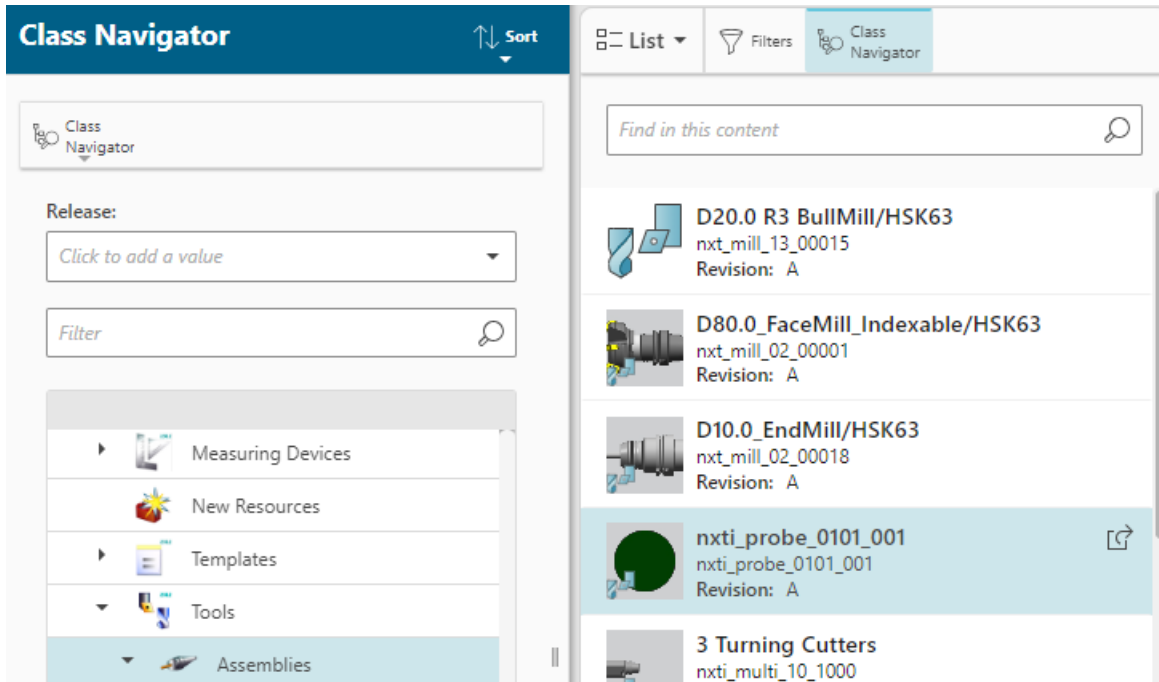 Class Navigator
Sort
Class
Navigator
Release:
Click to add a value
Filter
Measuring Devices
New Resources
Templates
Tools
Assemblies
List
Filters
Class
Navigator
Find in this content
D20.0 R3 BullMill/HSK63
nxt_mill_13_00015
Revision: A
D80.0_FaceMill_Indexable/HSK63
nxt_mill_02_00001
Revision: A
D10.0_EndMill/HSK63
nxt_mill_02_00018
Revision: A
nxti_probe_0101_001
nxti_probe_0101_001
Revision: A
3 Turning Cutters
nxti_multi_10_1000